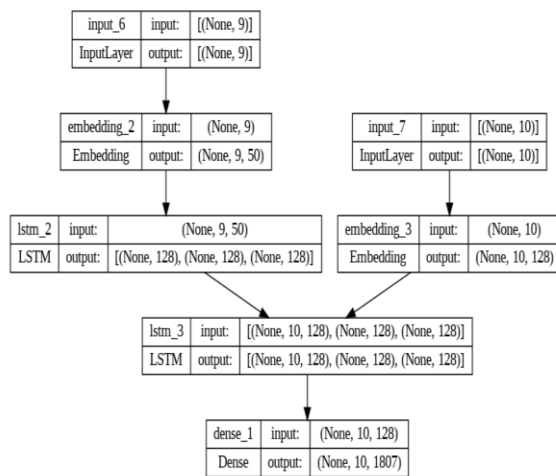 input_6 input: [(None, 9)]
InputLayer output: [(None, 9)]
embedding_2 input: (None, 9)
Embedding output: (None, 9, 50)
input_7 input: [(None, 10)]
InputLayer output: [(None, 10)]
lstm_2 input: (None, 9, 50)
LSTM output: [(None, 128), (None, 128), (None, 128)]
embedding_3 input: (None, 10)
Embedding output: (None, 10, 128)
lstm_3 input: [(None, 10, 128), (None, 128), (None, 128)]
LSTM output: [(None, 10, 128), (None, 128), (None, 128)]
dense_1 input: (None, 10, 128)
Dense output: (None, 10, 1807)